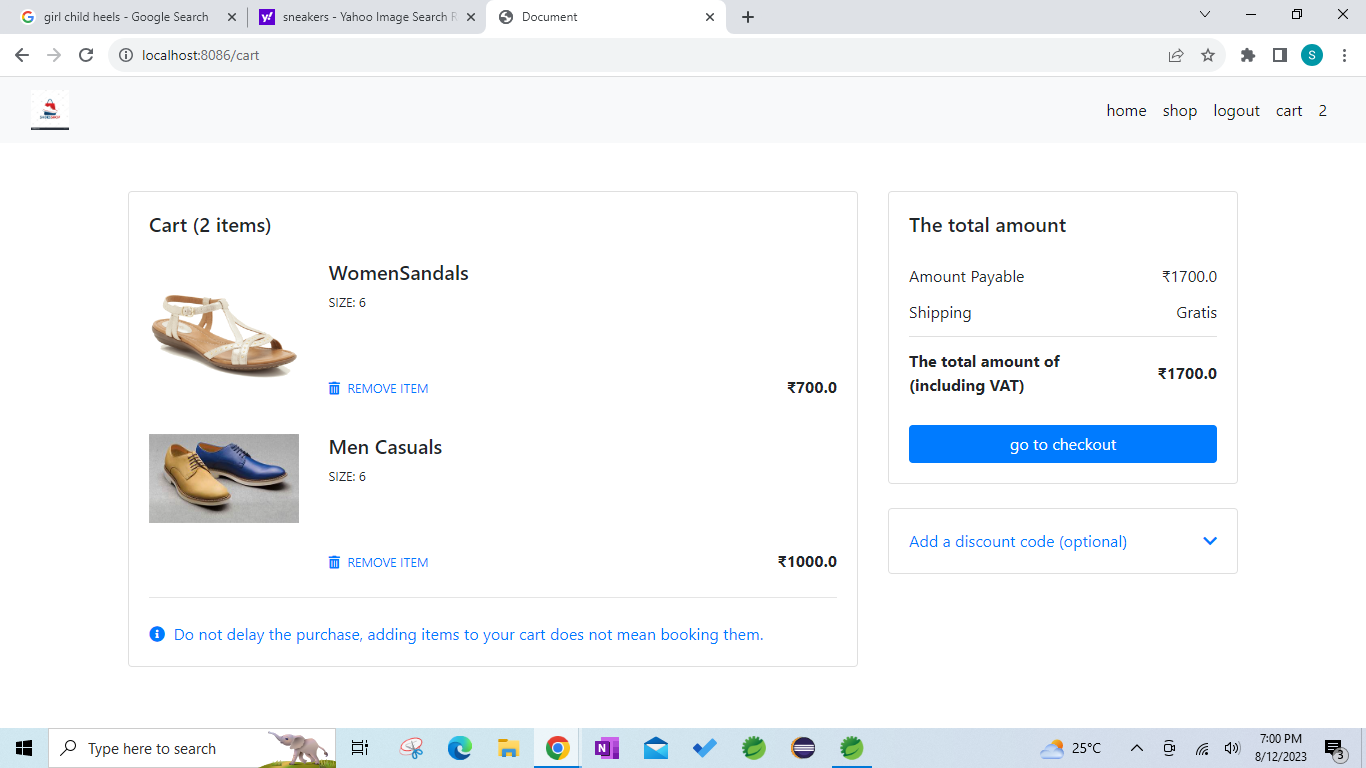 girl child heels - Google Search
sneakers - Yahoo Image Search R
Document
localhost:8086/cart
home shop logout cart 2
Cart (2 items)
WomenSandals
SIZE: 6
REMOVE ITEM ₹700.0
Men Casuals
SIZE: 6
REMOVE ITEM ₹1000.0
Do not delay the purchase, adding items to your cart does not mean booking them.
The total amount
Amount Payable ₹1700.0
Shipping Gratis
The total amount of
(including VAT) ₹1700.0
go to checkout
Add a discount code (optional)
Type here to search
25°C
7:00 PM
8/12/2023
3